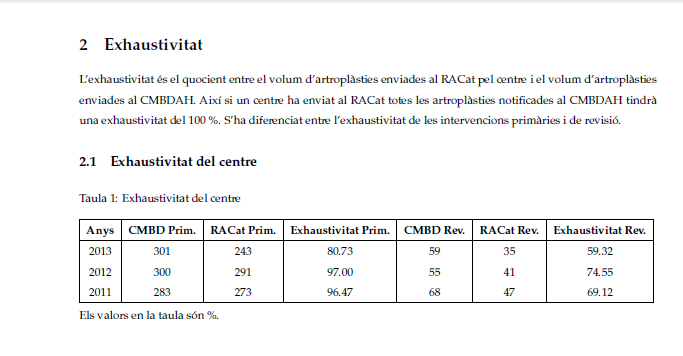 2 Exhaustivitat
L'exhaustivitat és el quocient entre el volum d'artroplàsties enviades al RACat pel centre i el volum d'artroplàsties
enviades al CMBDAH. Així si un centre ha enviat al RACat totes les artroplàsties notificades al CMBDAH tindrà
una exhaustivitat del 100 %. S'ha diferenciat entre l'exhaustivitat de les intervencions primàries i de revisió.
2.1 Exhaustivitat del centre
Taula 1: Exhaustivitat del centre
Anys CMBD Prim. RACat Prim. Exhaustivitat Prim. CMBD Rev. RACat Rev. Exhaustivitat Rev.
2013 301 243 80.73 59 35 59.32
2012 300 291 97.00 55 41 74.55
2011 283 273 96.47 68 47 69.12
Els valors en la taula són %.